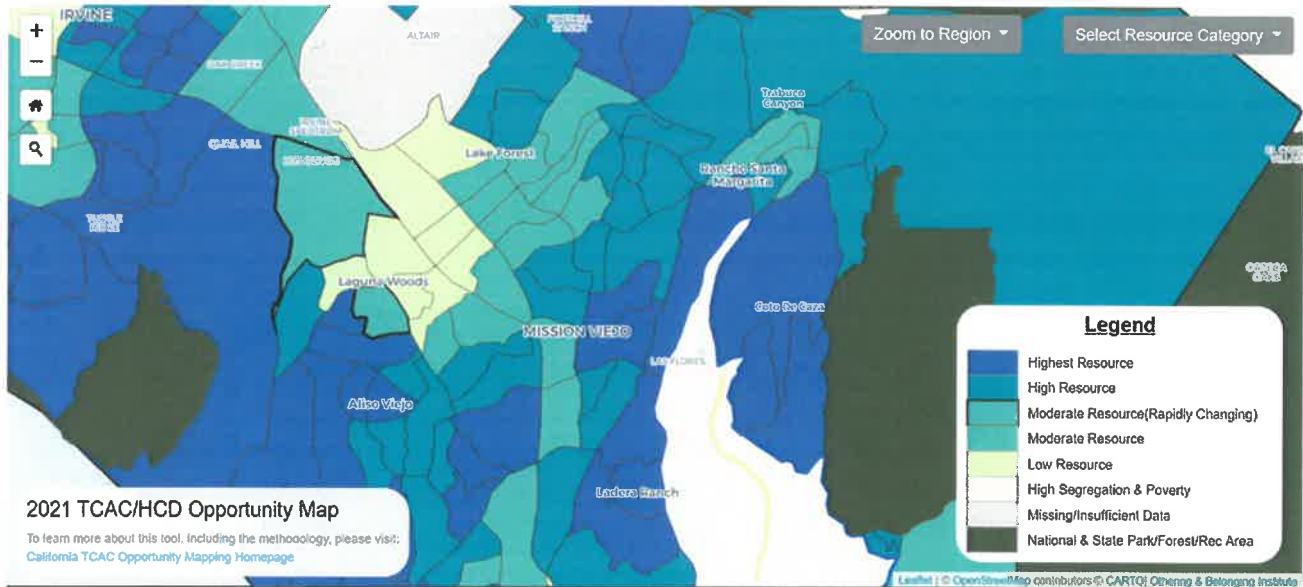 IRVINE
+
−
ALTAIR
Zoom to Region
Select Resource Category
OAK CREEK
Trabuco
Canyon
QUAIL HILL
Lake Forest
Rancho Santa
Margarita
TURTLE
Laguna Woods
Coto De Caza
MISSION VIEJO
LAS FLORES
Aliso Viejo
Ladera Ranch
Legend
Highest Resource
High Resource
Moderate Resource(Rapidly Changing)
Moderate Resource
Low Resource
High Segregation & Poverty
Missing/Insufficient Data
National & State Park/Forest/Rec Area
2021 TCAC/HCD Opportunity Map
To learn more about this tool, including the methodology, please visit:
California TCAC Opportunity Mapping Homepage
Leaflet | © OpenStreetMap contributors © CARTO| Othering & Belonging Institute